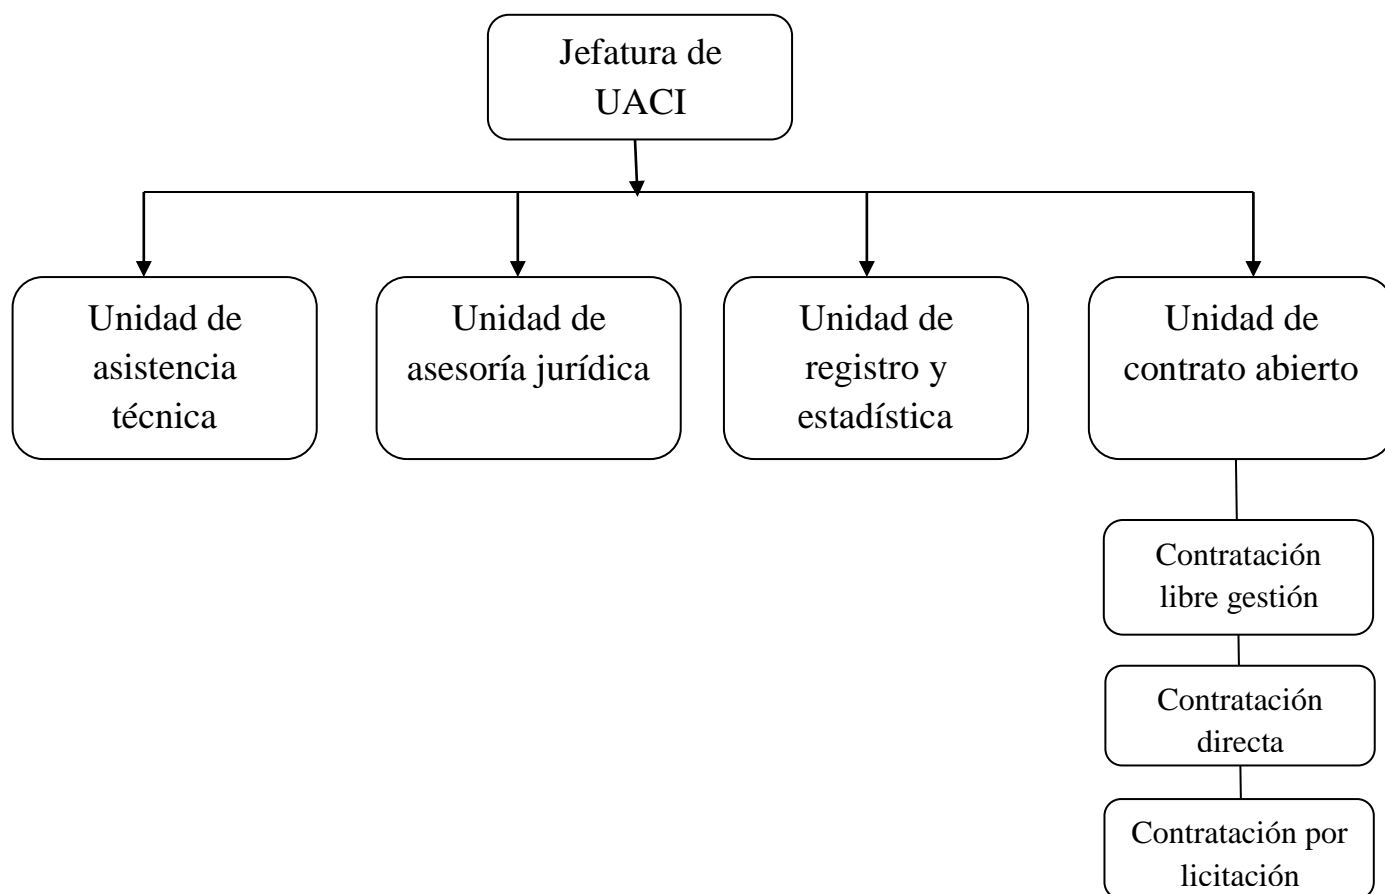 Jefatura de
UACI
Unidad de
asistencia
técnica
Unidad de
asesoría jurídica
Unidad de
registro y
estadística
Unidad de
contrato abierto
Contratación
libre gestión
Contratación
directa
Contratación por
licitación